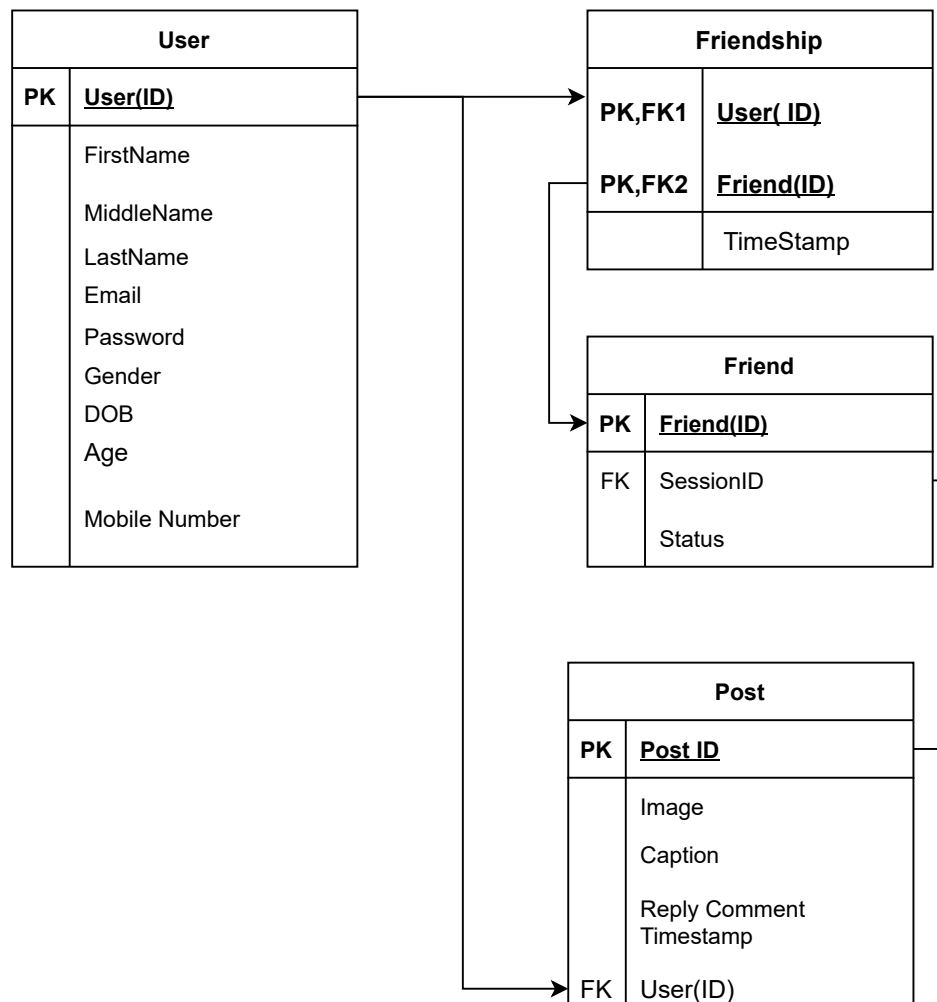 User
PK User(ID)
FirstName
MiddleName
LastName
Email
Password
Gender
DOB
Age
Mobile Number
Friendship
PK,FK1 User( ID)
PK,FK2 Friend(ID)
TimeStamp
Friend
PK Friend(ID)
FK SessionID
Status
Post
PK Post ID
Image
Caption
Reply Comment
Timestamp
FK User(ID)